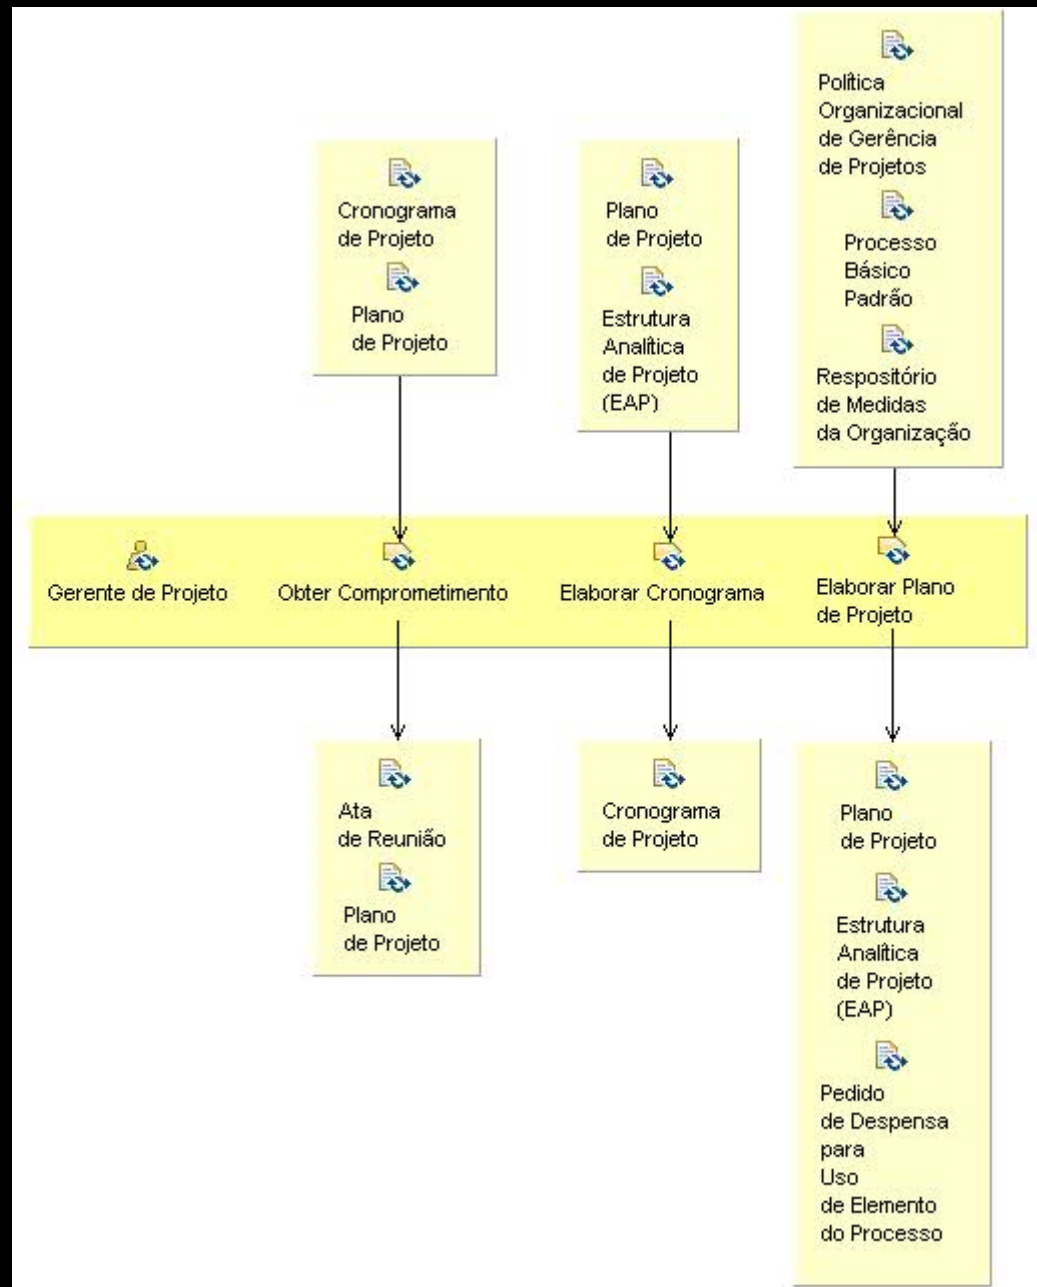 Política
Organizacional
de Gerência
de Projetos
Processo
Básico
Padrão
Respositório
de Medidas
da Organização
Cronograma
de Projeto
Plano
de Projeto
Plano
de Projeto
Estrutura
Analítica
de Projeto
(EAP)
Gerente de Projeto
Obter Comprometimento
Elaborar Cronograma
Elaborar Plano
de Projeto
Ata
de Reunião
Plano
de Projeto
Cronograma
de Projeto
Plano
de Projeto
Estrutura
Analítica
de Projeto
(EAP)
Pedido
de Despensa
para
Uso
de Elemento
do Processo